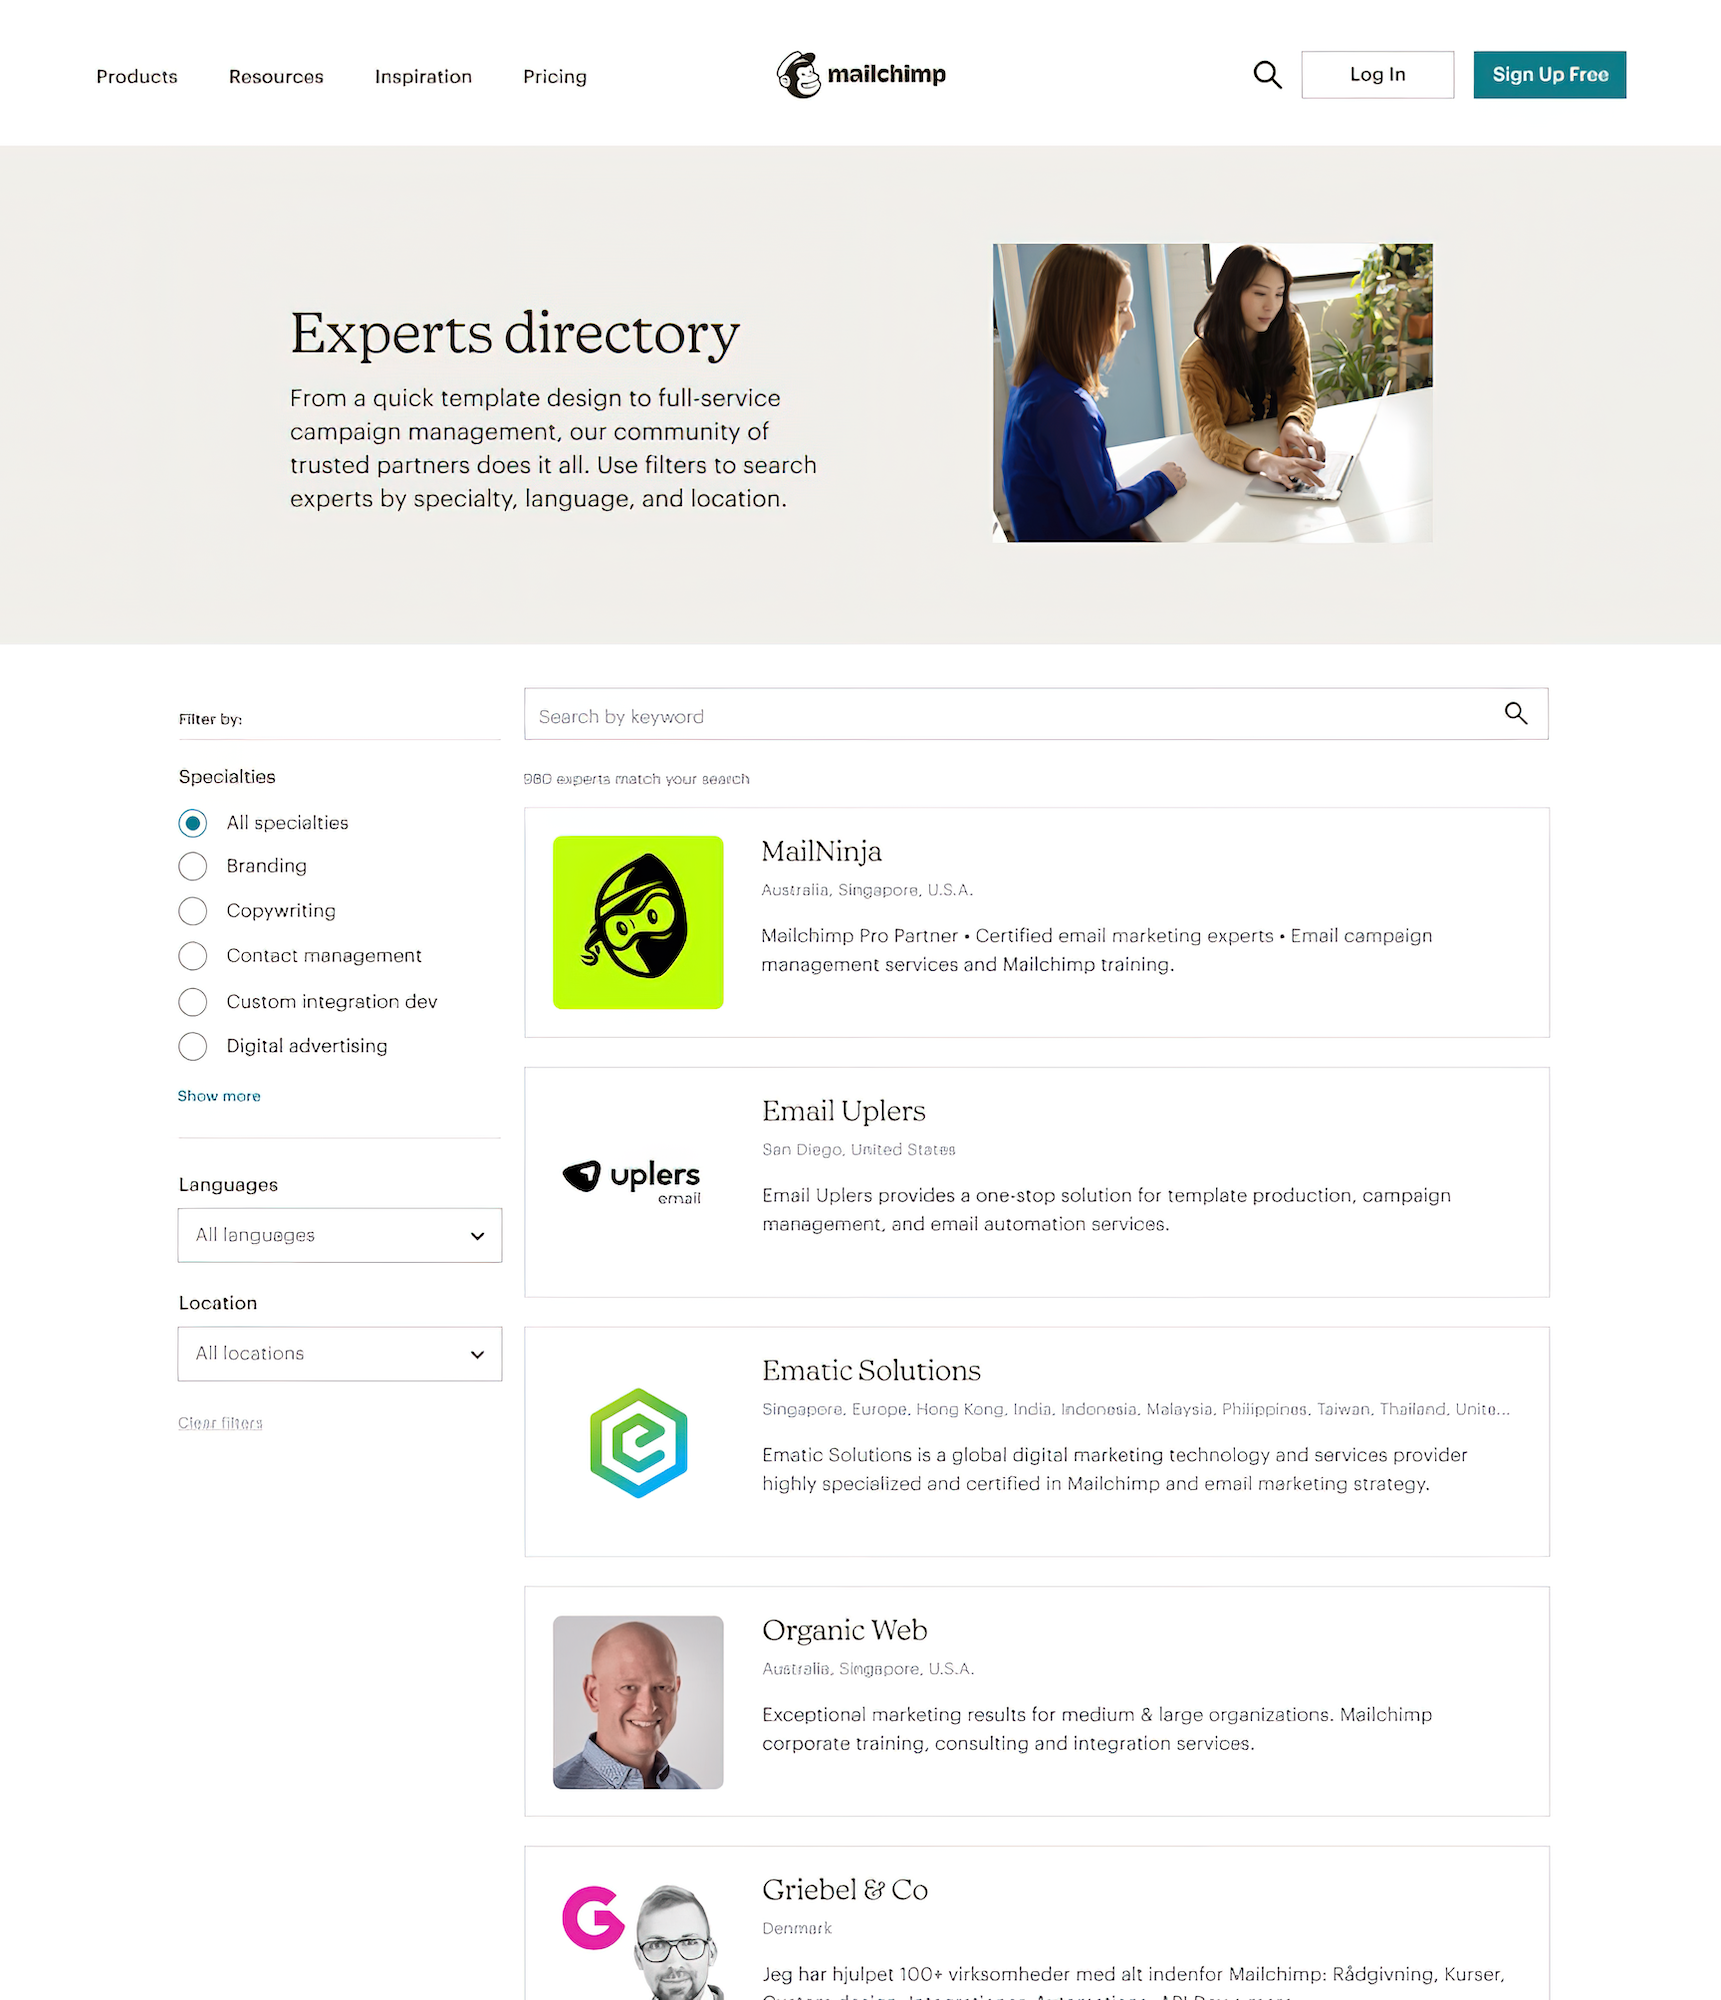 Products
Resources
Inspiration
Pricing
mailchimp
Log In
Sign Up Free
Experts directory
From a quick template design to full-service
campaign management, our community of
trusted partners does it all. Use filters to search
experts by specialty, language, and location.
Filter by:
Specialties
All specialties
Branding
Copywriting
Contact management
Custom integration dev
Digital advertising
Show more
Languages
All languages
Location
All locations
Clear filters
Search by keyword
experts match your search
MailNinja
Australia, Singapore, U.S.A.
Mailchimp Pro Partner • Certified email marketing experts • Email campaign
management services and Mailchimp training.
uplers
email
Email Uplers
San Diego, United States
Email Uplers provides a one-stop solution for template production, campaign
management, and email automation services.
Ematic Solutions
Singapore, Europe, Hong Kong, India, Indonesia, Malaysia, Philippines, Taiwan, Thailand, Unite...
Ematic Solutions is a global digital marketing technology and services provider
highly specialized and certified in Mailchimp and email marketing strategy.
Organic Web
Australia, Singapore, U.S.A.
Exceptional marketing results for medium & large organizations. Mailchimp
corporate training, consulting and integration services.
G
Griebel & Co
Denmark
Jeg har hjulpet 100+ virksomheder med alt indenfor Mailchimp: Rådgivning, Kurser,